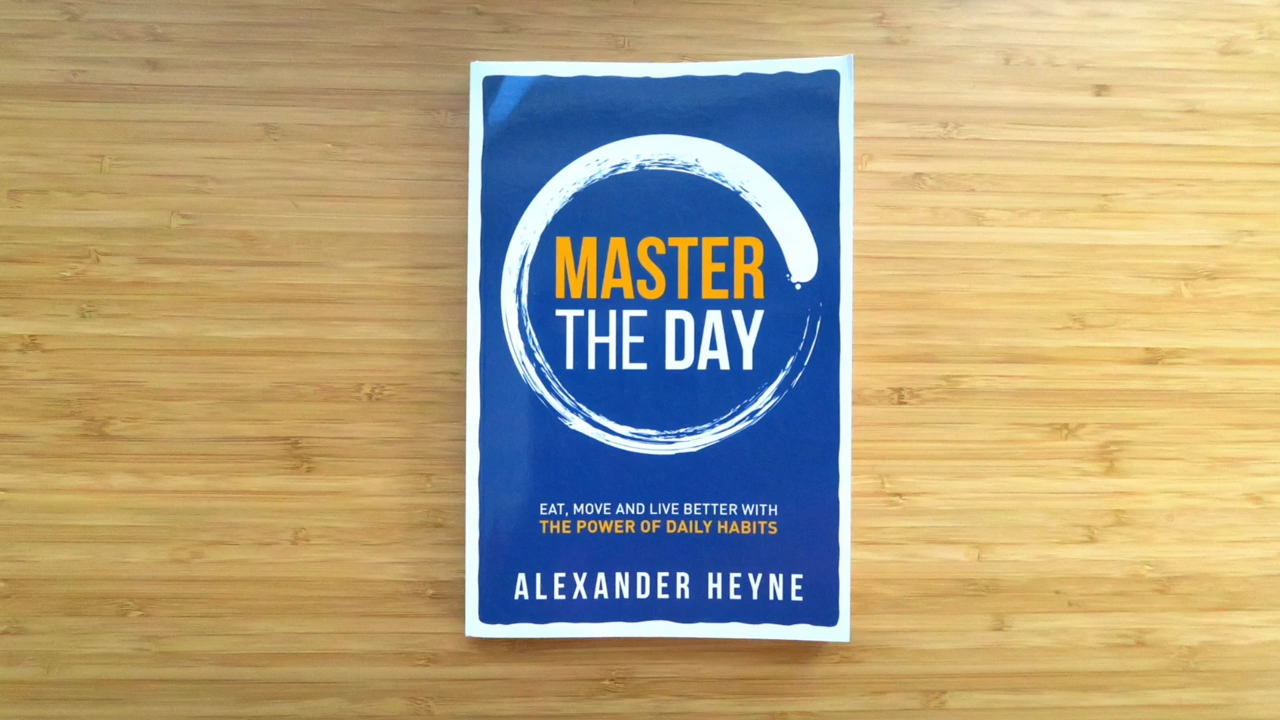 MASTER
THE DAY
EAT, MOVE AND LIVE BETTER WITH
THE POWER OF DAILY HABITS
ALEXANDER HEYNE